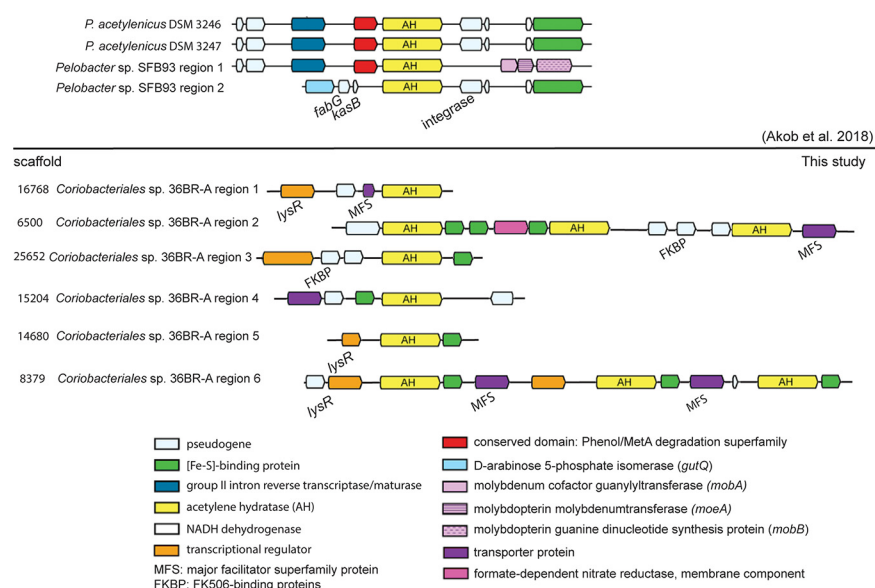 P. acetylenicus DSM 3246 AH
P. acetylenicus DSM 3247 AH
Pelobacter sp. SFB93 region 1 AH
Pelobacter sp. SFB93 region 2 AH
fabG kasB integrase
(Akob et al. 2018)
scaffold This study
16768 Coriobacteriales sp. 36BR-A region 1 AH
lysR MFS
6500 Coriobacteriales sp. 36BR-A region 2 AH AH AH
FKBP MFS
25652 Coriobacteriales sp. 36BR-A region 3 AH
FKBP
15204 Coriobacteriales sp. 36BR-A region 4 AH
14680 Coriobacteriales sp. 36BR-A region 5 AH
lysR
8379 Coriobacteriales sp. 36BR-A region 6 AH AH AH
lysR MFS MFS
pseudogene
[Fe-S]-binding protein
group II intron reverse transcriptase/maturase
acetylene hydratase (AH)
NADH dehydrogenase
transcriptional regulator
MFS: major facilitator superfamily protein
FKBP: FK506-binding proteins
conserved domain: Phenol/MetA degradation superfamily
D-arabinose 5-phosphate isomerase (gutQ)
molybdenum cofactor guanylyltransferase (mobA)
molybdopterin molybdenumtransferase (moeA)
molybdopterin guanine dinucleotide synthesis protein (mobB)
transporter protein
formate-dependent nitrate reductase, membrane component